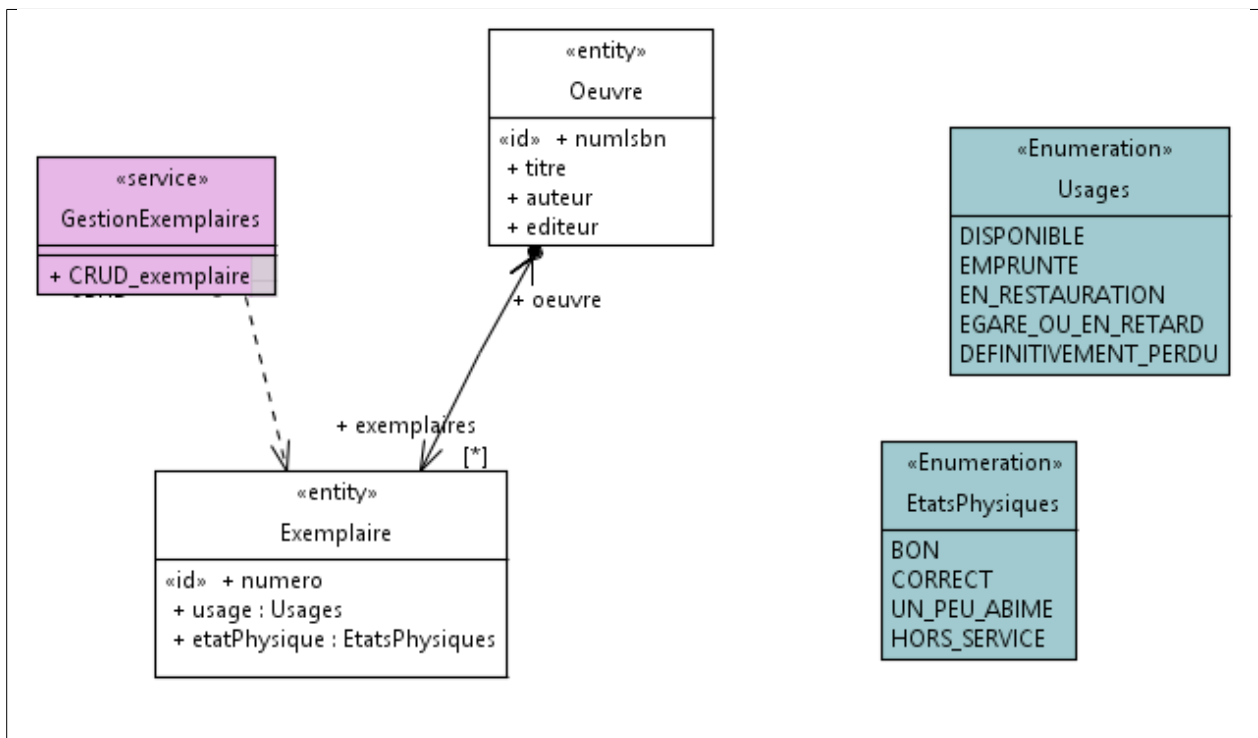 «entity»
Oeuvre
«id» + numIsbn
+ titre
+ auteur
+ editeur
«service»
GestionExemplaires
+ CRUD_exemplaire
+ oeuvre
+ exemplaires
[*]
«entity»
Exemplaire
«id» + numero
+ usage : Usages
+ etatPhysique : EtatsPhysiques
«Enumeration»
Usages
DISPONIBLE
EMPRUNTE
EN_RESTAURATION
EGARE_OU_EN_RETARD
DEFINITIVEMENT_PERDU
«Enumeration»
EtatsPhysiques
BON
CORRECT
UN_PEU_ABIME
HORS_SERVICE